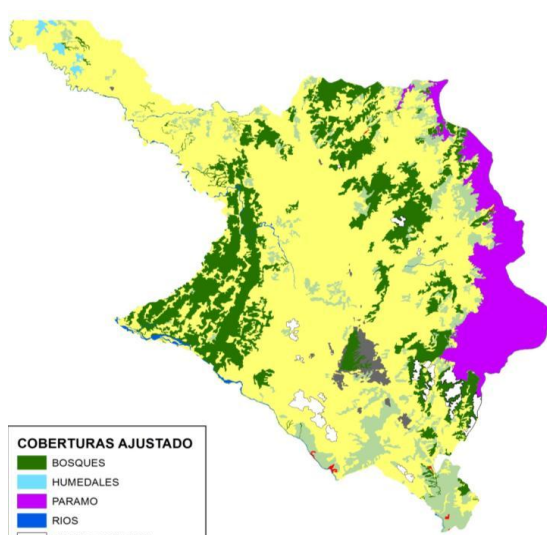 COBERTURAS AJUSTADO
BOSQUES
HUMEDALES
PARAMO
RIOS